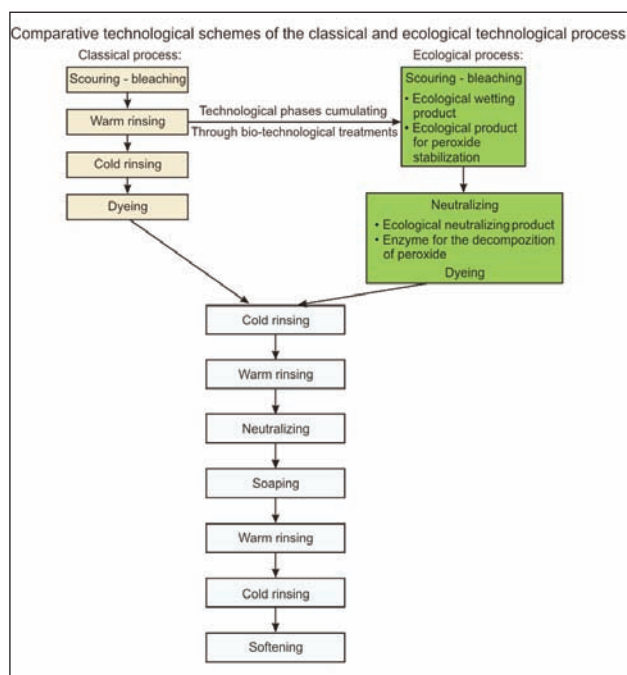 Comparative technological schemes of the classical and ecological technological process
Classical process:
Scouring - bleaching
Warm rinsing
Cold rinsing
Dyeing
Technological phases cumulating
Through bio-technological treatments
Ecological process:
Scouring - bleaching
• Ecological wetting
product
• Ecological product
for peroxide
stabilization
Neutralizing
• Ecological neutralizing product
• Enzyme for the decompozition
of peroxide
Dyeing
Cold rinsing
Warm rinsing
Neutralizing
Soaping
Warm rinsing
Cold rinsing
Softening